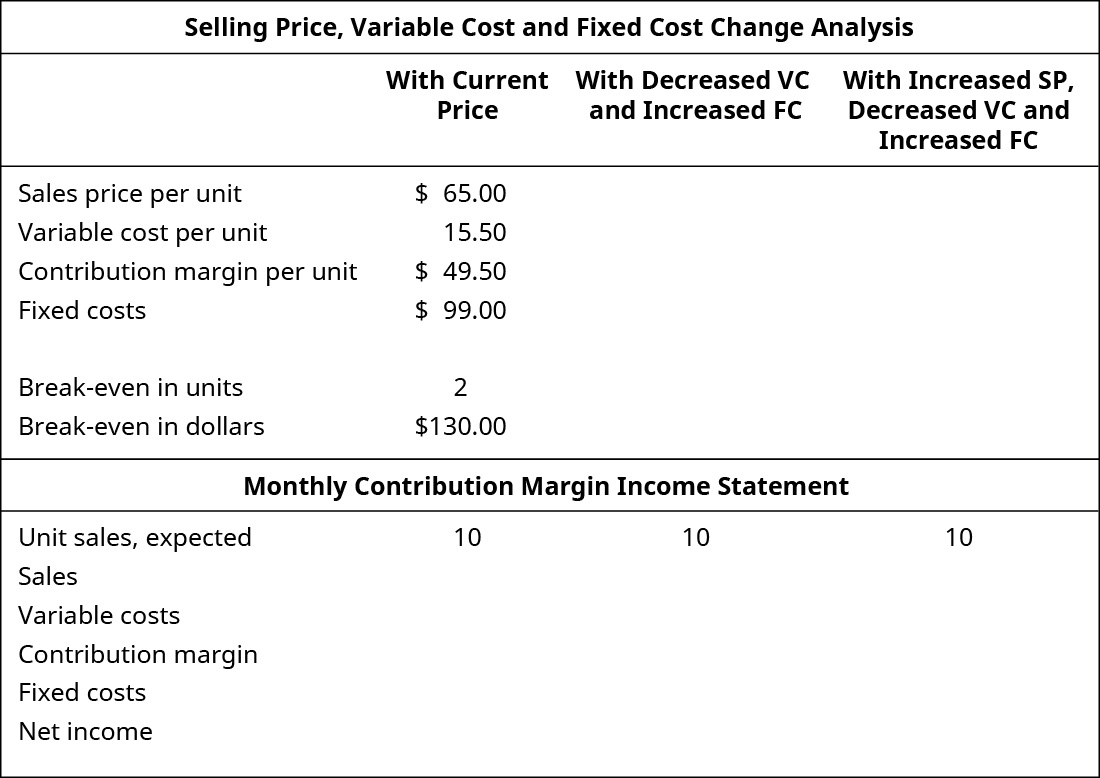 Selling Price, Variable Cost and Fixed Cost Change Analysis
With Current Price
With Decreased VC and Increased FC
With Increased SP, Decreased VC and Increased FC
Sales price per unit $ 65.00
Variable cost per unit 15.50
Contribution margin per unit $ 49.50
Fixed costs $ 99.00
Break-even in units 2
Break-even in dollars $130.00
Monthly Contribution Margin Income Statement
Unit sales, expected 10 10 10
Sales
Variable costs
Contribution margin
Fixed costs
Net income